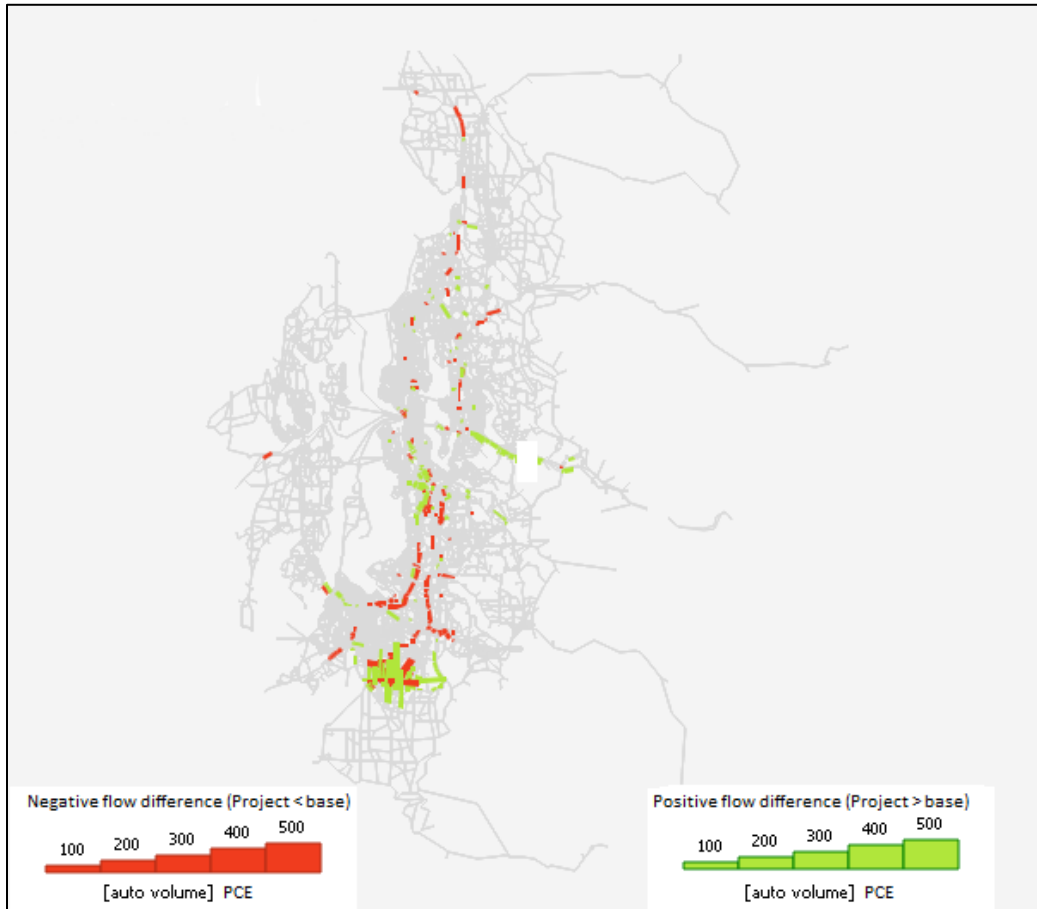 Negative flow difference (Project < base)
100 200 300 400 500
[auto volume] PCE
Positive flow difference (Project > base)
100 200 300 400 500
[auto volume] PCE